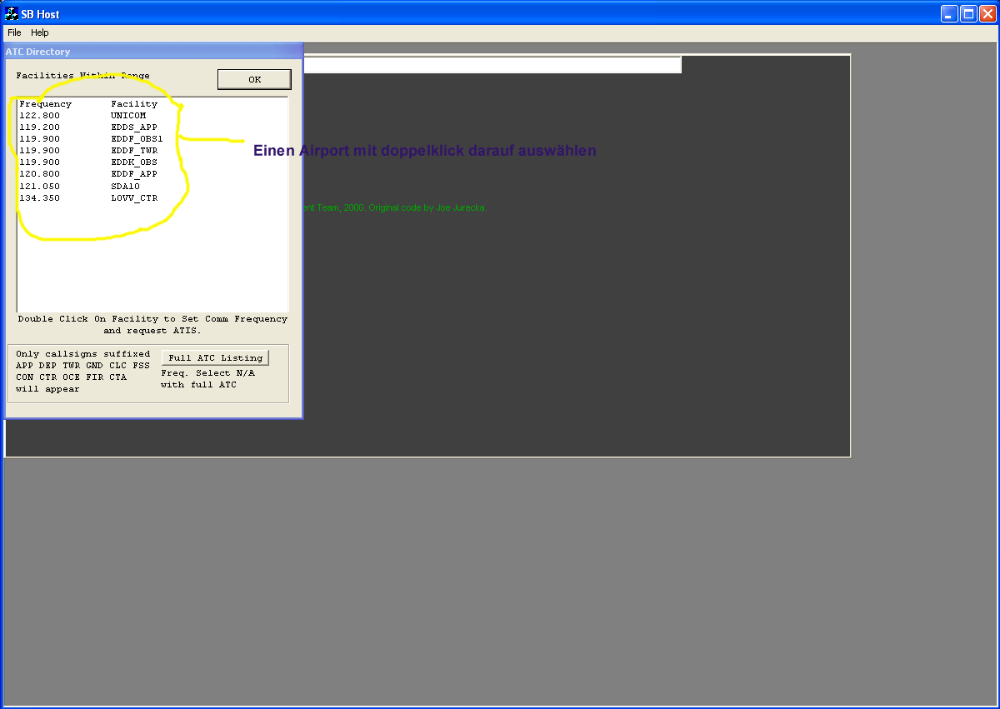 SB Host
File Help
ATC Directory
Facilities Within Range
OK
Frequency Facility
122.800 UNICOM
119.200 EDDS_APP
119.900 EDDF_OBS1
119.900 EDDF_TWR
119.900 EDDK_OBS
120.800 EDDF_APP
121.050 SDA10
134.350 LOVV_CTR
Einen Airport mit doppelklick darauf auswählen
ent Team, 2000. Original code by Joe Jurecka.
Double Click On Facility to Set Comm Frequency
and request ATIS.
Only callsigns suffixed
APP DEP TWR GND CLC FSS
CON CTR OCE FIR CTA
will appear
Full ATC Listing
Freq. Select N/A
with full ATC